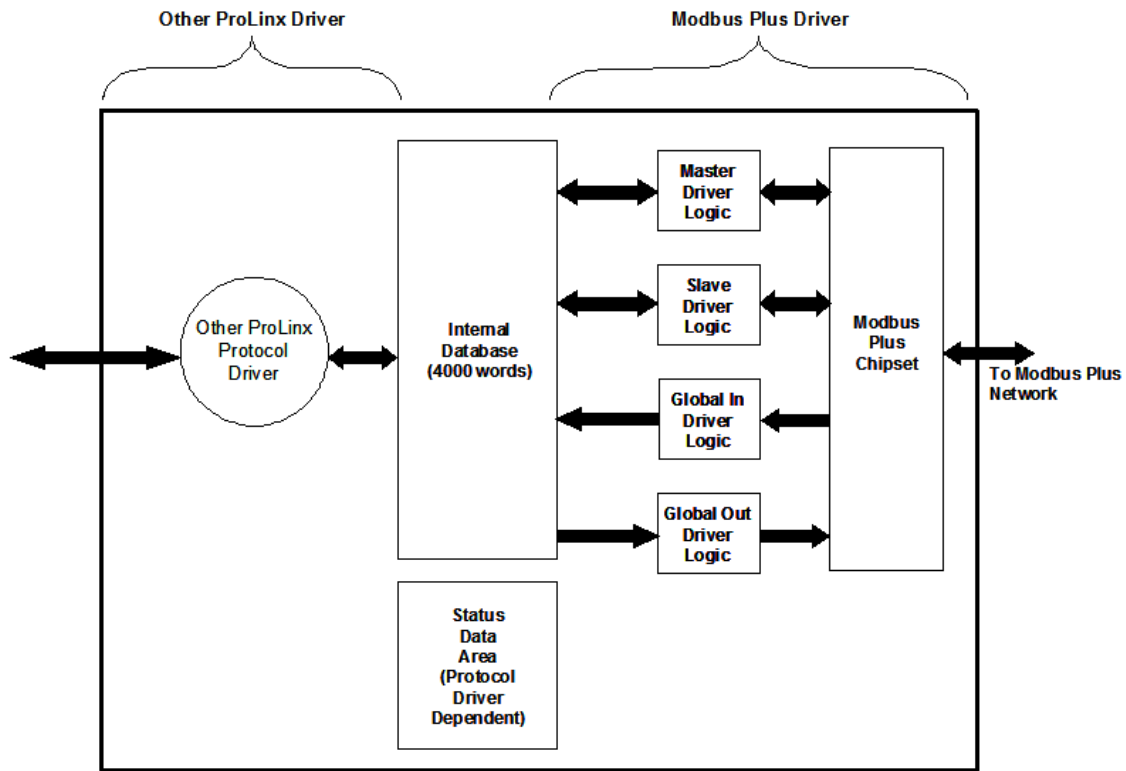 Other ProLinx Driver
Modbus Plus Driver
Other ProLinx
Protocol
Driver
Internal
Database
(4000 words)
Master
Driver
Logic
Slave
Driver
Logic
Global In
Driver
Logic
Global Out
Driver
Logic
Modbus
Plus
Chipset
To Modbus Plus
Network
Status
Data
Area
(Protocol
Driver
Dependent)